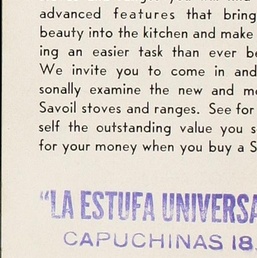 advanced features that bring
beauty into the kitchen and make
ing an easier task than ever be
We invite you to come in and
sonally examine the new and mo
Savoil stoves and ranges. See for
self the outstanding value you s
for your money when you buy a S
"LA ESTUFA UNIVERSA
CAPUCHINAS 18.